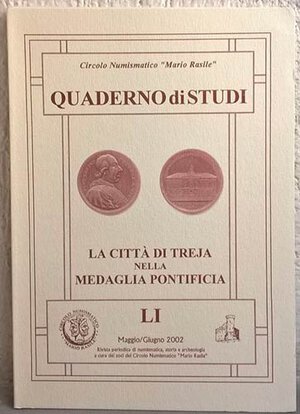 Circolo Numismatico "Mario Rasile"
QUADERNO di STUDI
LA CITTÀ DI TREJA
NELLA
MEDAGLIA PONTIFICIA
LI
Maggio/Giugno 2002
Rivista periodica di numismatica, storia e archeologia
a cura dei soci del Circolo Numismatico "Mario Rasile"